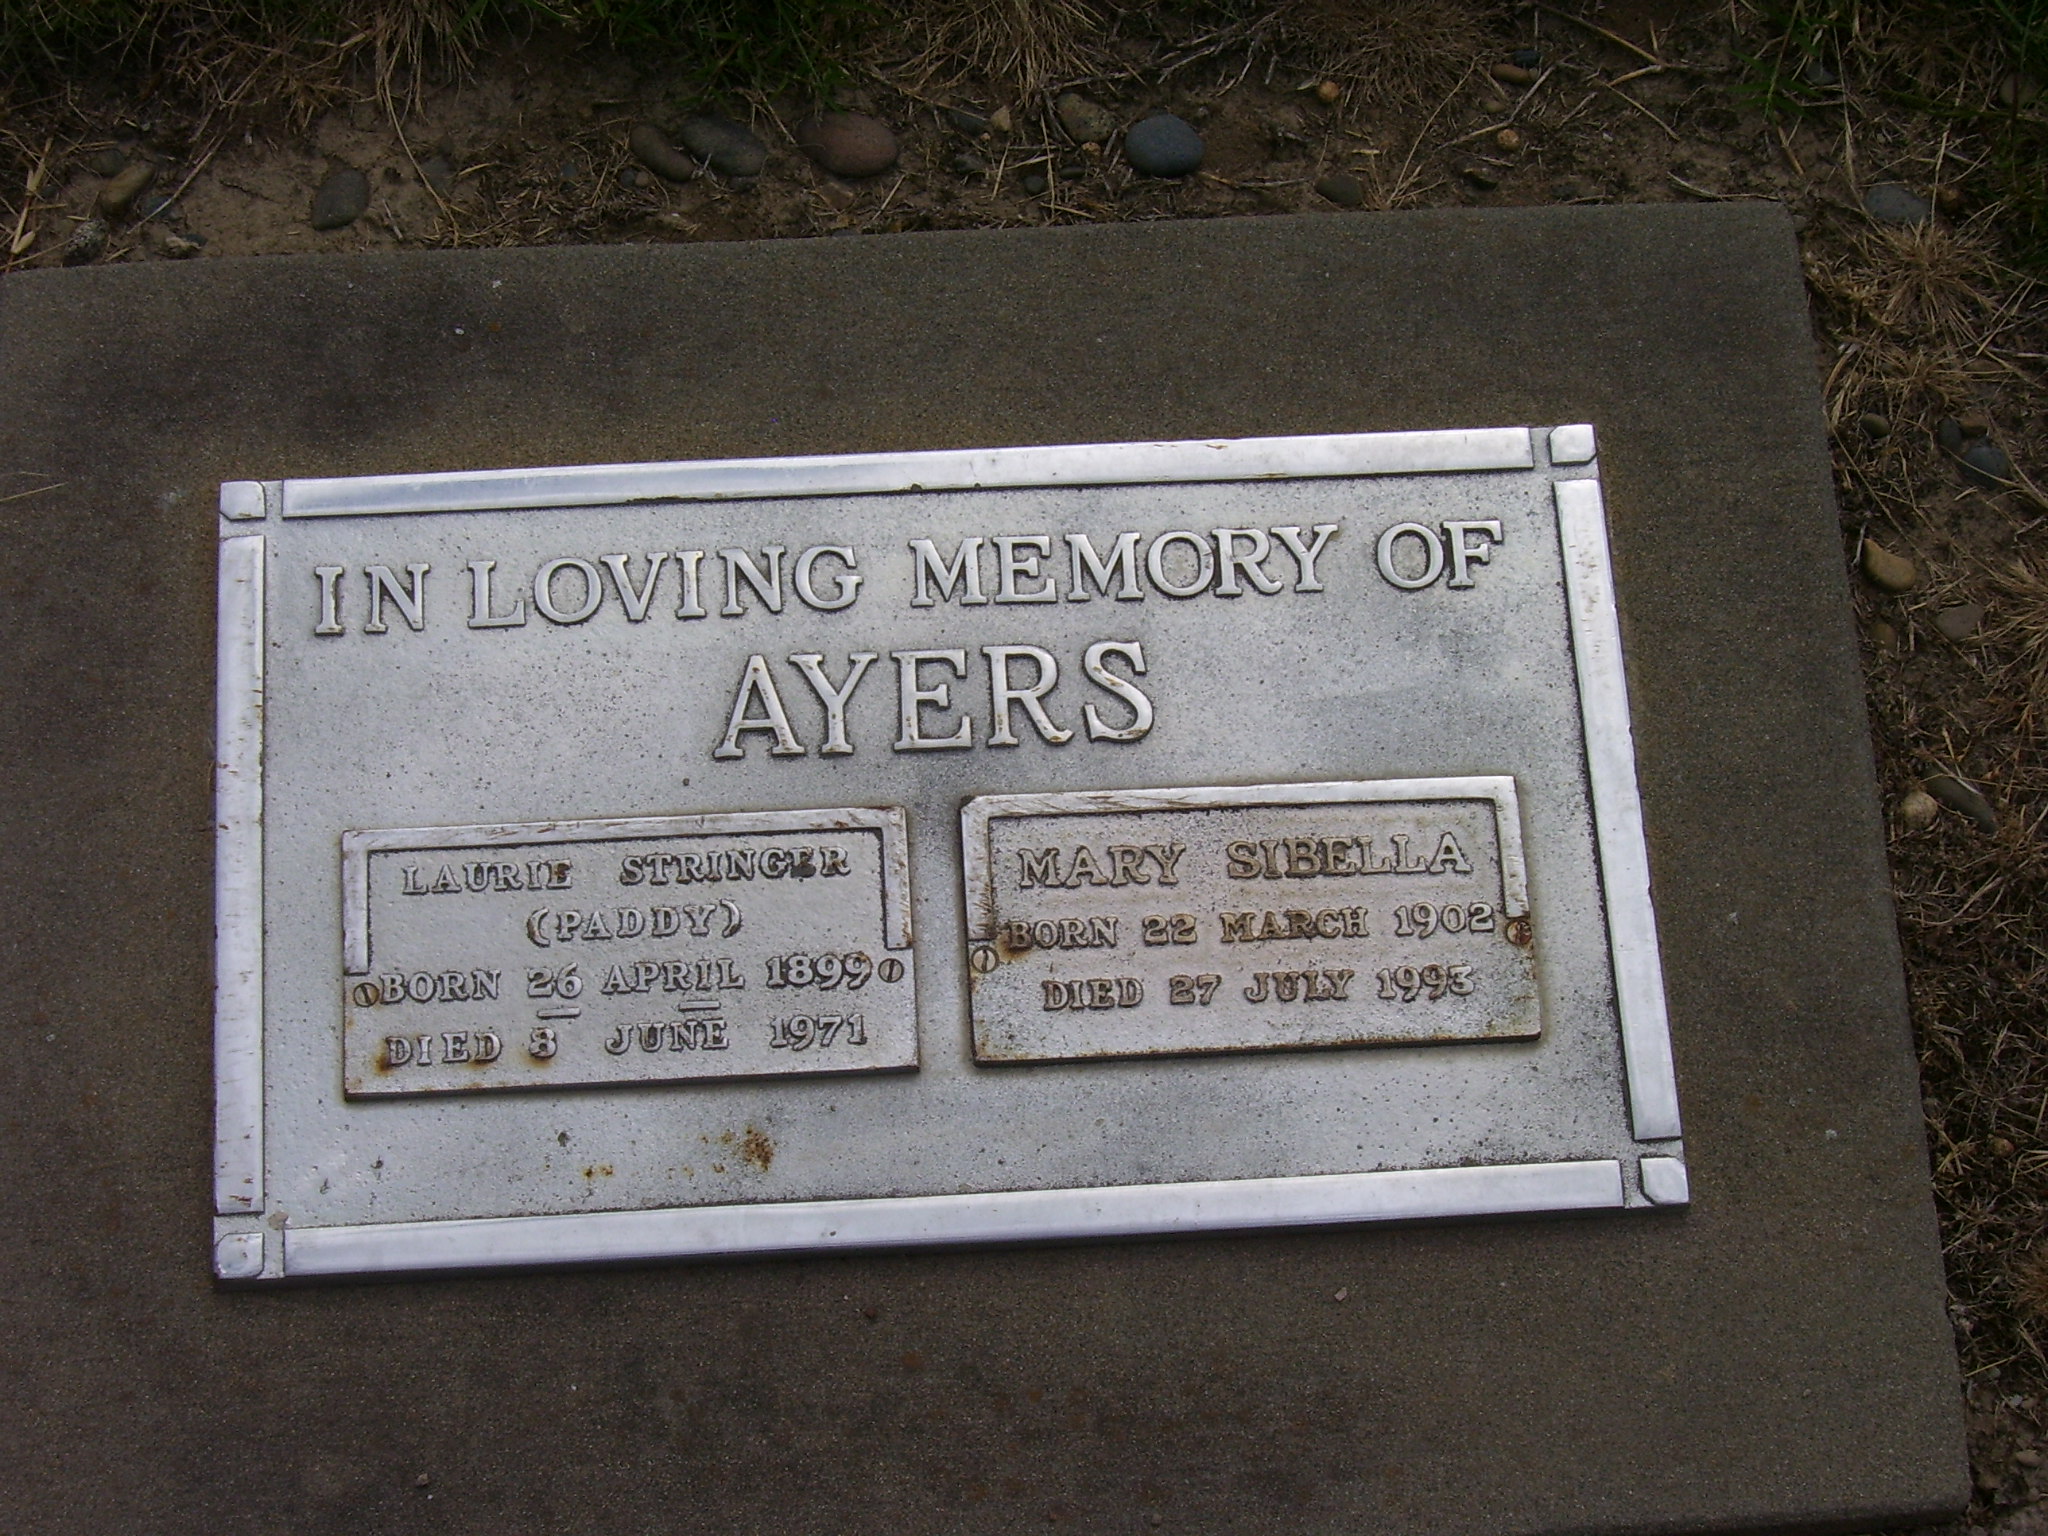 IN LOVING MEMORY OF
AYERS
LAURIE STRINGER
(PADDY)
BORN 26 APRIL 1899
DIED 8 JUNE 1971
MARY SIBELLA
BORN 22 MARCH 1902
DIED 27 JULY 1993